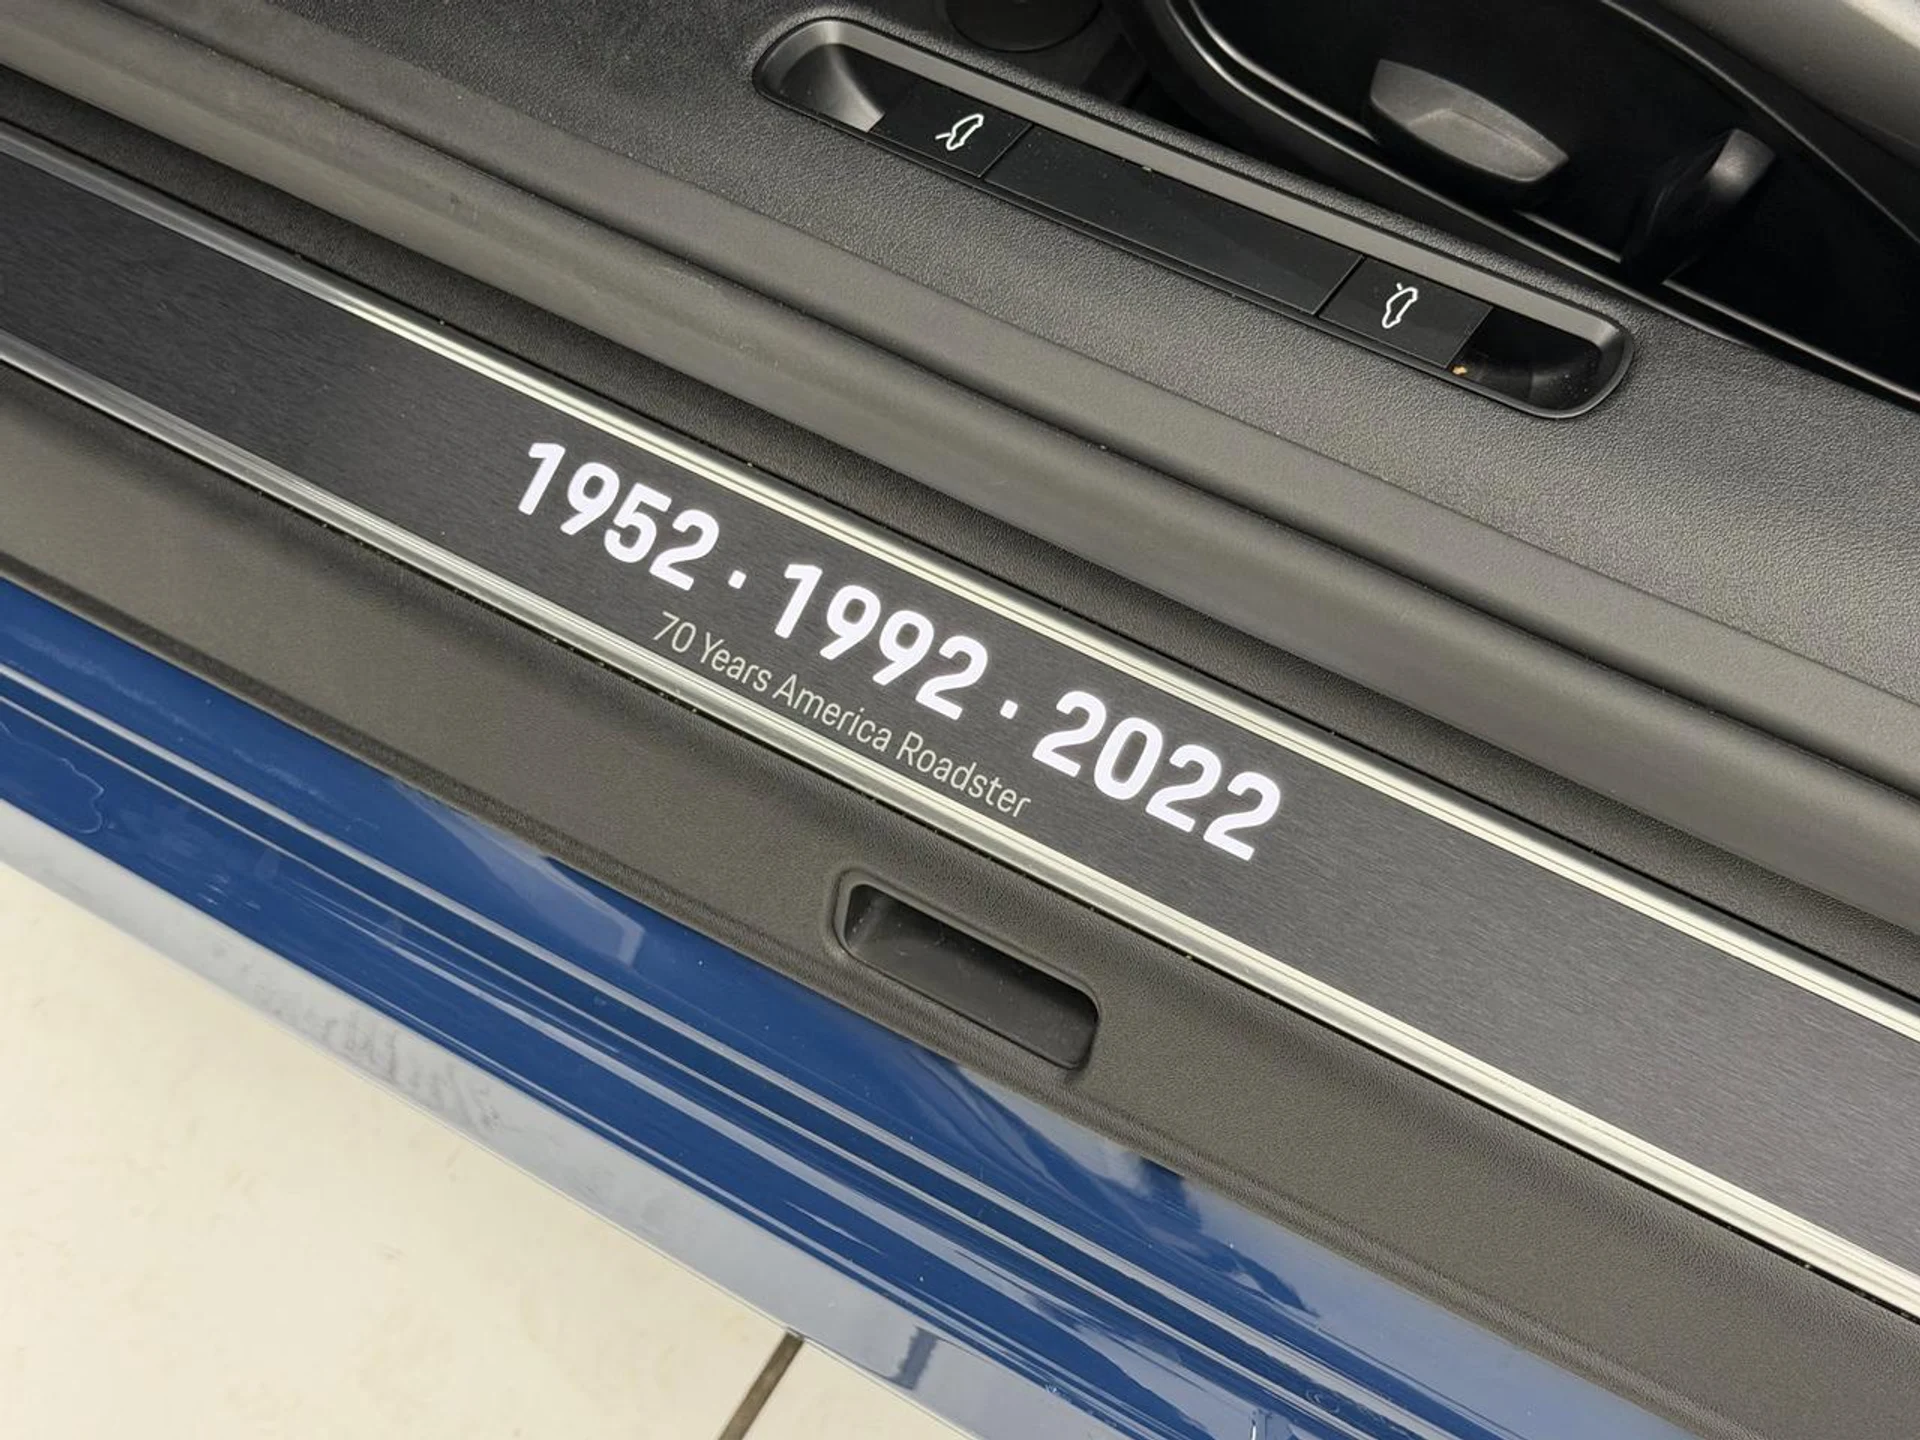 1952 · 1992 · 2022
70 Years America Roadster